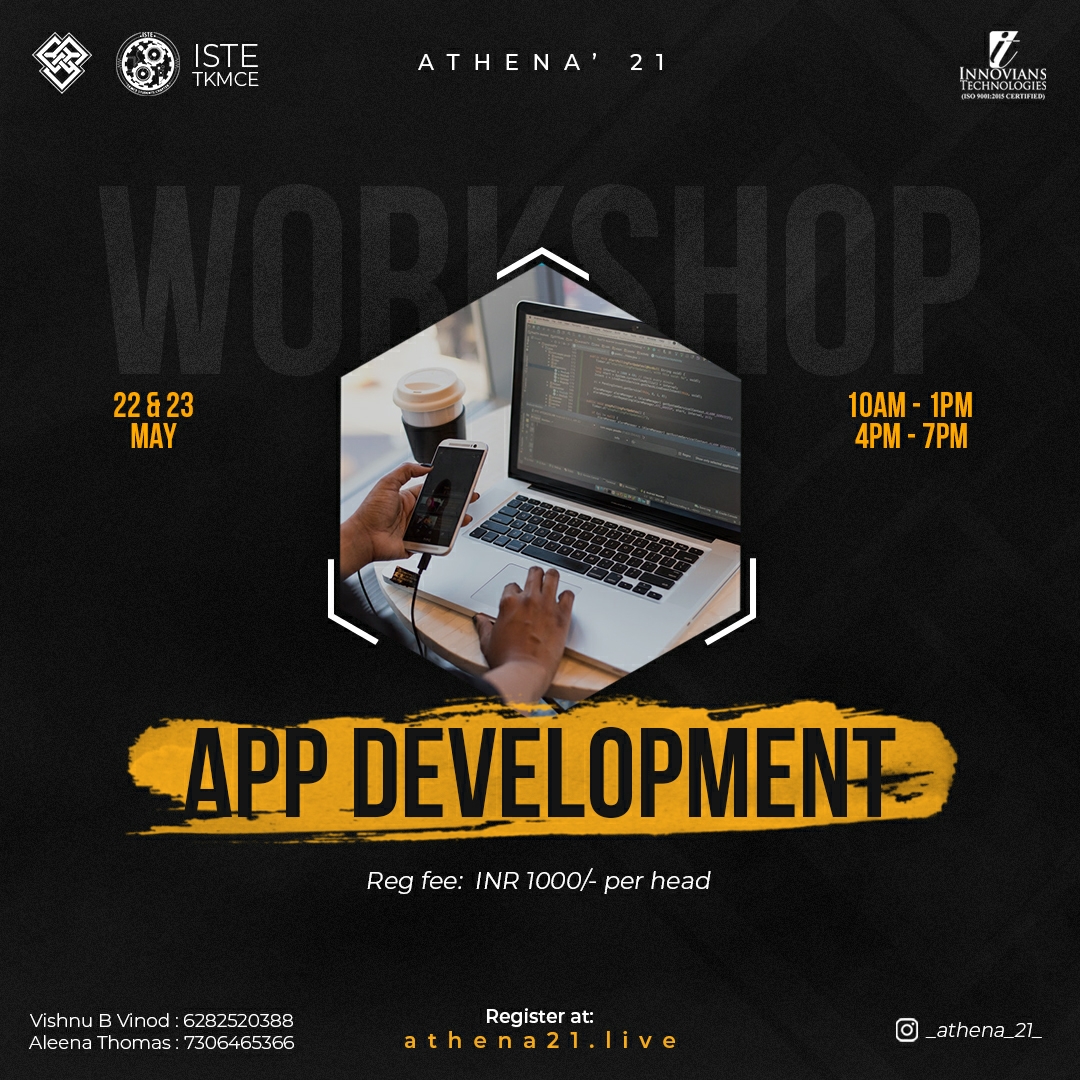 ISTE
TKMCE
ATHENA' 21
INNOVIANS
TECHNOLOGIES
(ISO 9001:2015 CERTIFIED)
WORKSHOP
22 & 23
MAY
10AM - 1PM
4PM - 7PM
APP DEVELOPMENT
Reg fee: INR 1000/- per head
Vishnu B Vinod : 6282520388
Aleena Thomas : 7306465366
Register at:
athena21.live
_athena_21_